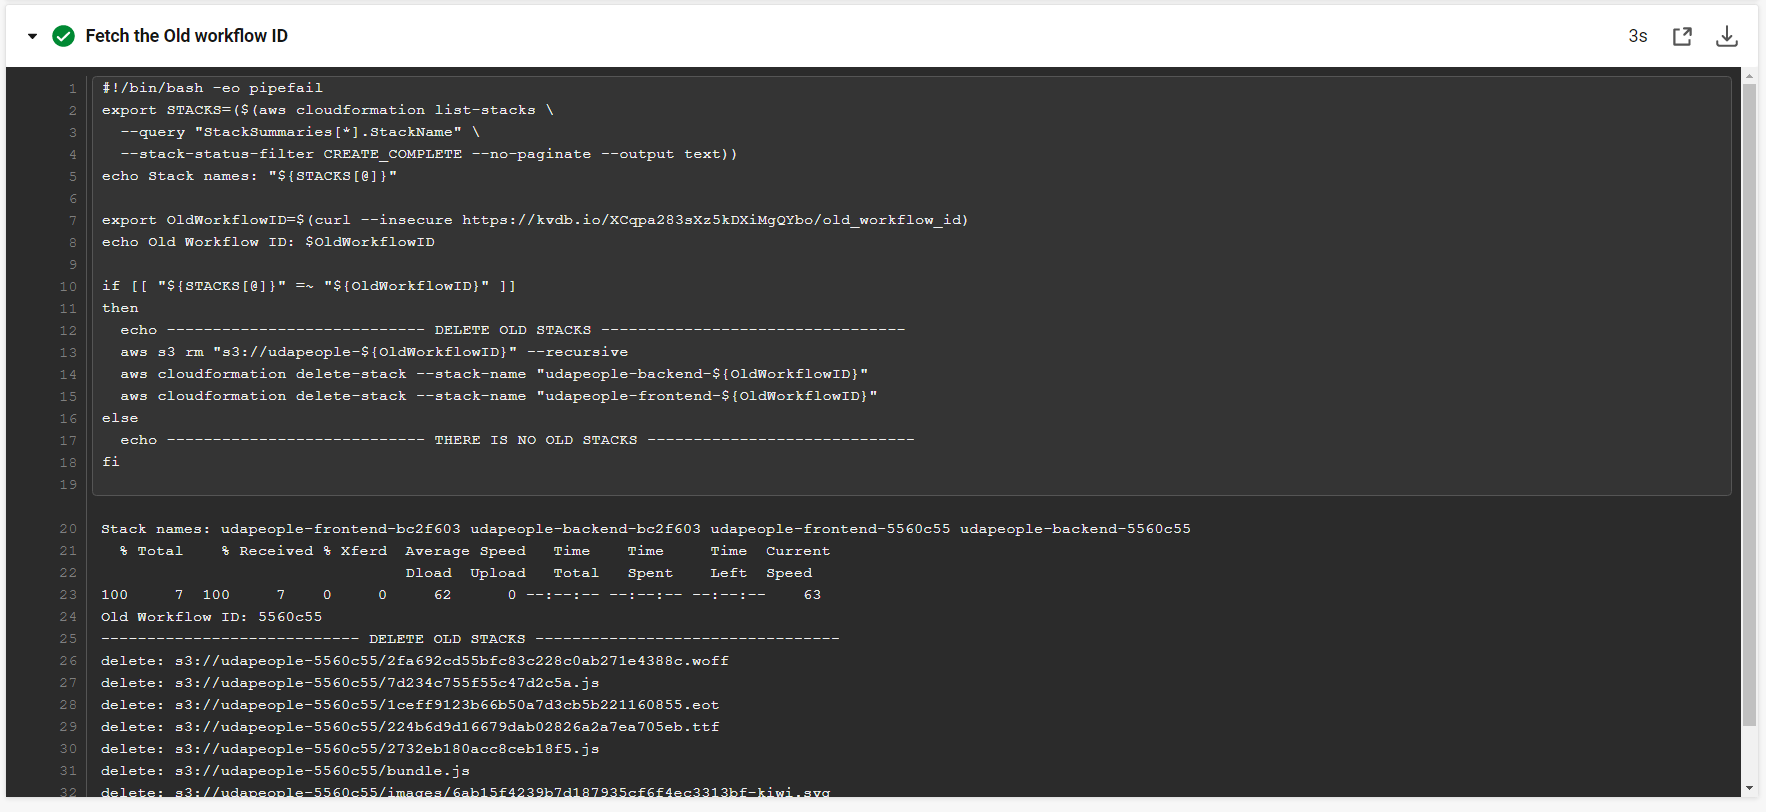 Fetch the Old workflow ID 3s
1 #!/bin/bash -eo pipefail
2 export STACKS=($(aws cloudformation list-stacks \
3 --query "StackSummaries[*].StackName" \
4 --stack-status-filter CREATE_COMPLETE --no-paginate --output text))
5 echo Stack names: "${STACKS[@]}"
6
7 export OldWorkflowID=$(curl --insecure https://kvdb.io/XCqpa283sXz5kDXiMgQYbo/old_workflow_id)
8 echo Old Workflow ID: $OldWorkflowID
9
10 if [[ "${STACKS[@]}" =~ "${OldWorkflowID}" ]]
11 then
12 echo ---------------------------- DELETE OLD STACKS ---------------------------------
13 aws s3 rm "s3://udapeople-${OldWorkflowID}" --recursive
14 aws cloudformation delete-stack --stack-name "udapeople-backend-${OldWorkflowID}"
15 aws cloudformation delete-stack --stack-name "udapeople-frontend-${OldWorkflowID}"
16 else
17 echo ---------------------------- THERE IS NO OLD STACKS -----------------------------
18 fi
19
20 Stack names: udapeople-frontend-bc2f603 udapeople-backend-bc2f603 udapeople-frontend-5560c55 udapeople-backend-5560c55
21 % Total % Received % Xferd Average Speed Time Time Time Current
22 Dload Upload Total Spent Left Speed
23 100 7 100 7 0 0 62 0 --:--:-- --:--:-- --:--:-- 63
24 Old Workflow ID: 5560c55
25 ---------------------------- DELETE OLD STACKS ---------------------------------
26 delete: s3://udapeople-5560c55/2fa692cd55bfc83c228c0ab271e4388c.woff
27 delete: s3://udapeople-5560c55/7d234c755f55c47d2c5a.js
28 delete: s3://udapeople-5560c55/1ceff9123b66b50a7d3cb5b221160855.eot
29 delete: s3://udapeople-5560c55/224b6d9d16679dab02826a2a7ea705eb.ttf
30 delete: s3://udapeople-5560c55/2732eb180acc8ceb18f5.js
31 delete: s3://udapeople-5560c55/bundle.js
32 delete: s3://udapeople-5560c55/images/6ab15f4239b7d187935cf6f4ec3313bf-kiwi.svg